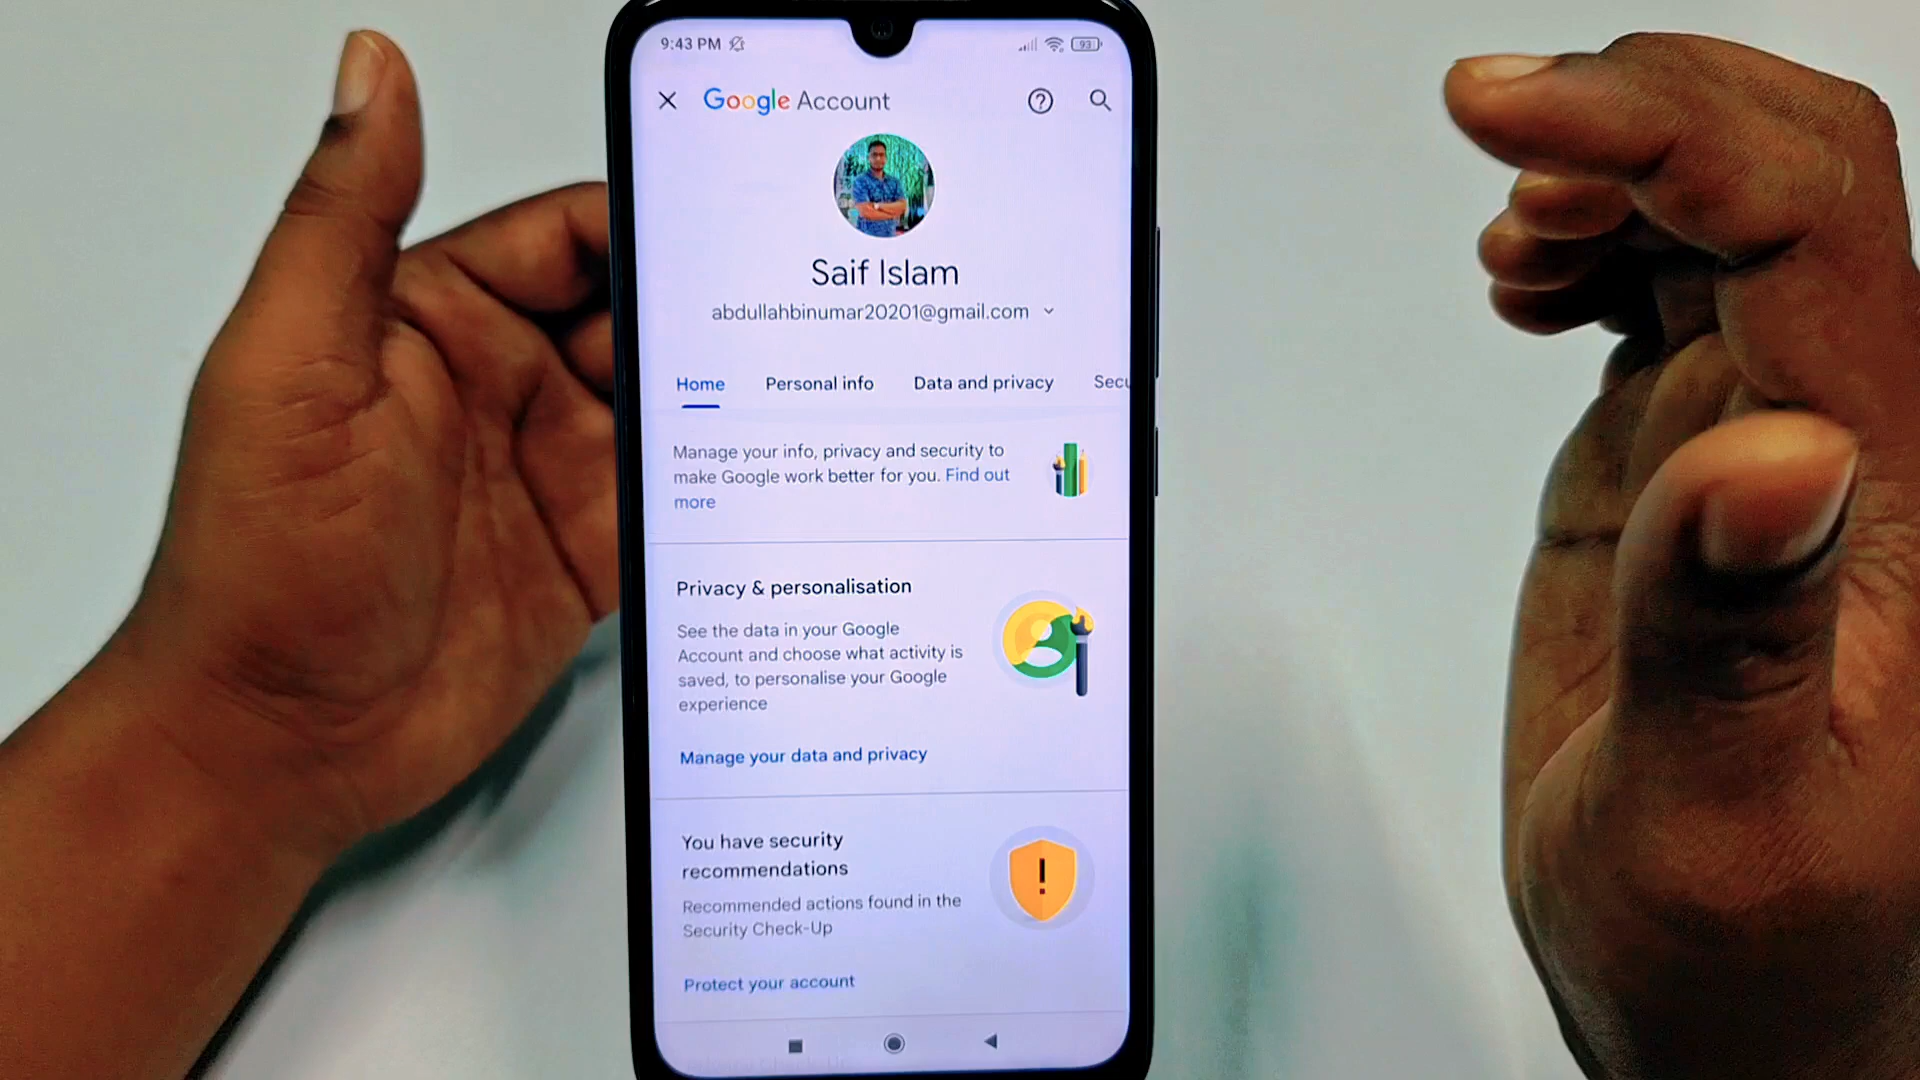 9:43 PM 93
Google Account
Saif Islam
abdullahbinumar20201@gmail.com
Home Personal info Data and privacy Secu
Manage your info, privacy and security to
make Google work better for you. Find out
more
Privacy & personalisation
See the data in your Google
Account and choose what activity is
saved, to personalise your Google
experience
Manage your data and privacy
You have security
recommendations
Recommended actions found in the
Security Check-Up
Protect your account